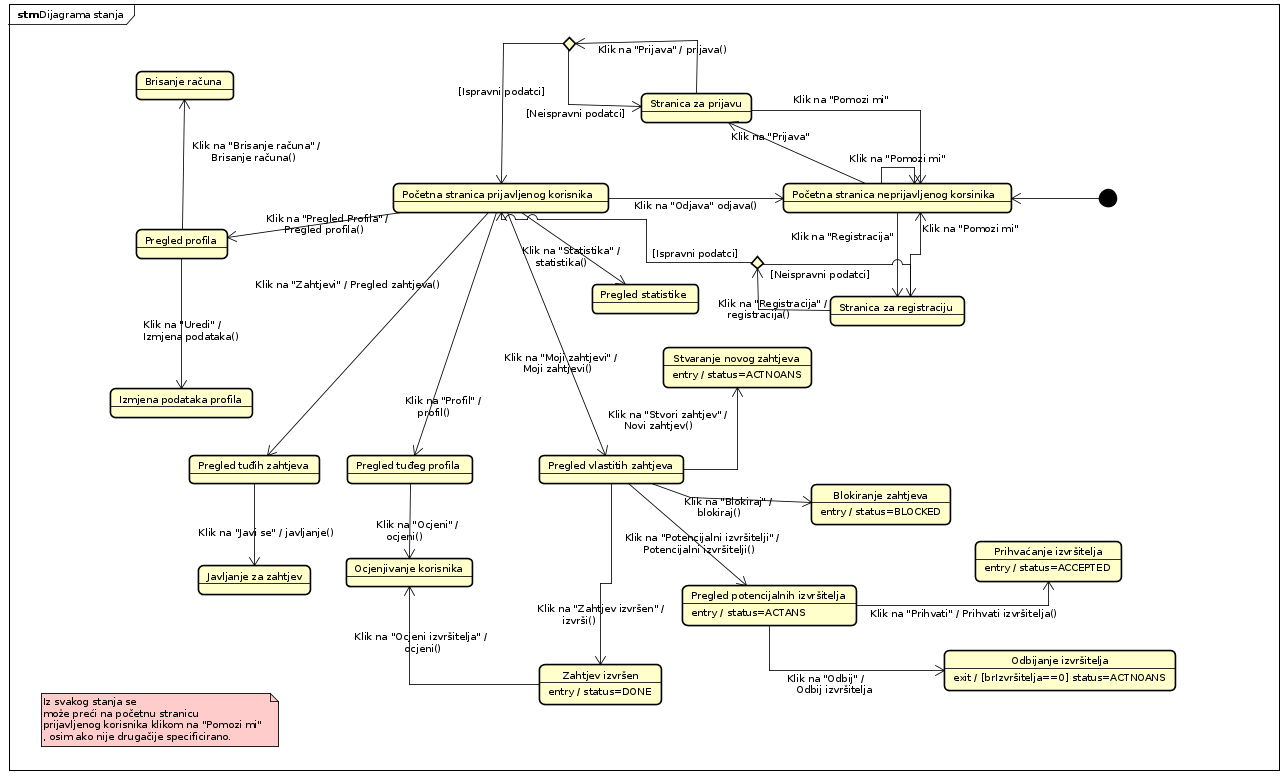 stmDijagrama stanja
Klik na "Prijava" / prijava()
Brisanje računa
[Ispravni podatci]
Stranica za prijavu
Klik na "Pomozi mi"
[Neispravni podatci]
Klik na "Prijava"
Klik na "Brisanje računa" /
Brisanje računa()
Klik na "Pomozi mi"
Početna stranica prijavljenog korisnika
Početna stranica neprijavljenog korsinika
Klik na "Odjava" odjava()
Klik na "Pregled Profila" /
Pregled profila()
Klik na "Pomozi mi"
Klik na "Registracija"
Pregled profila
Klik na "Statistika" /
statistika()
[Ispravni podatci]
[Neispravni podatci]
Klik na "Zahtjevi" / Pregled zahtjeva()
Pregled statistike
Klik na "Registracija" /
registracija()
Stranica za registraciju
Klik na "Uredi" /
Izmjena podataka()
Klik na "Moji zahtjevi" /
Moji zahtjevi()
Stvaranje novog zahtjeva
entry / status=ACTNOANS
Izmjena podataka profila
Klik na "Profil" /
profil()
Klik na "Stvori zahtjev" /
Novi zahtjev()
Pregled tuđih zahtjeva
Pregled tuđeg profila
Pregled vlastitih zahtjeva
Blokiranje zahtjeva
entry / status=BLOCKED
Klik na "Blokiraj" /
blokiraj()
Klik na "Javi se" / javljanje()
Klik na "Ocjeni" /
ocjeni()
Klik na "Potencijalni izvršitelji" /
Potencijalni izvršitelji()
Prihvaćanje izvršitelja
entry / status=ACCEPTED
Javljanje za zahtjev
Ocjenjivanje korisnika
Pregled potencijalnih izvršitelja
entry / status=ACTANS
Klik na "Prihvati" / Prihvati izvršitelja()
Klik na "Zahtjev izvršen" /
izvrši()
Klik na "Ocjeni izvršitelja" /
ocjeni()
Odbijanje izvršitelja
exit / [brIzvršitelja==0] status=ACTNOANS
Zahtjev izvršen
entry / status=DONE
Klik na "Odbij" /
Odbij izvršitelja
Iz svakog stanja se
može preći na početnu stranicu
prijavljenog korisnika klikom na "Pomozi mi"
, osim ako nije drugačije specificirano.